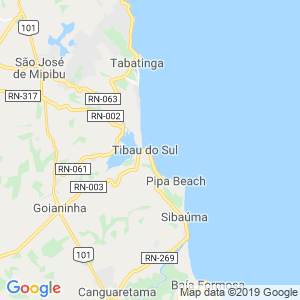 101
São José
de Mipibu
Tabatinga
RN-317
RN-063
RN-002
Tibau do Sul
RN-061
RN-003
Pipa Beach
Goianinha
Sibaúma
101
RN-269
Baía Formosa
Canguaretama
Google
Map data ©2019 Google